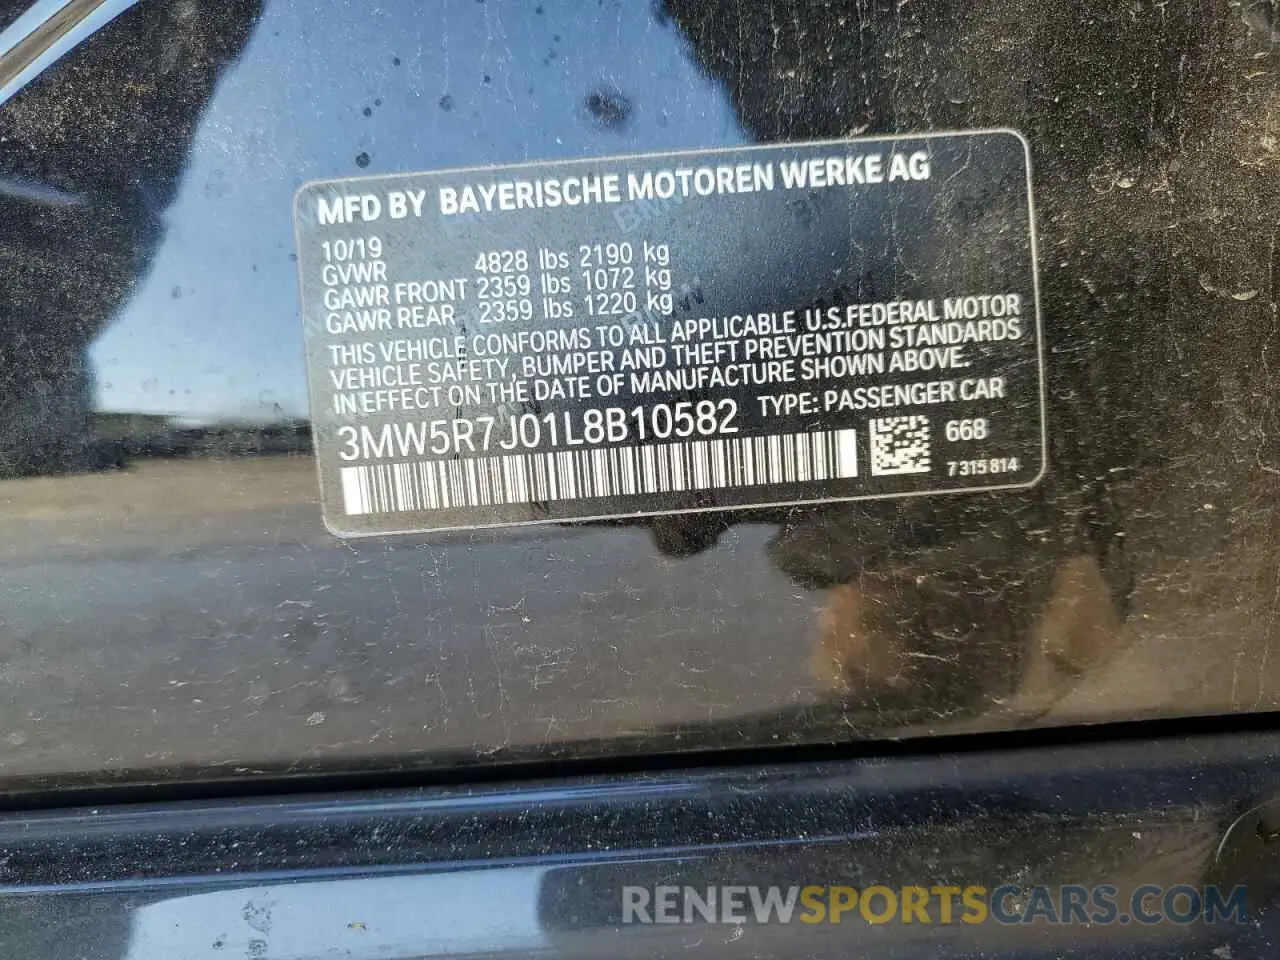 MFD BY BAYERISCHE MOTOREN WERKE AG
10/19
GVWR 4828 lbs 2190 kg
GAWR FRONT 2359 lbs 1072 kg
GAWR REAR 2359 lbs 1220 kg
THIS VEHICLE CONFORMS TO ALL APPLICABLE U.S.FEDERAL MOTOR
VEHICLE SAFETY, BUMPER AND THEFT PREVENTION STANDARDS
IN EFFECT ON THE DATE OF MANUFACTURE SHOWN ABOVE.
3MW5R7J01L8B10582 TYPE: PASSENGER CAR
668
7 315 814
RENEWSPORTSCARS.COM